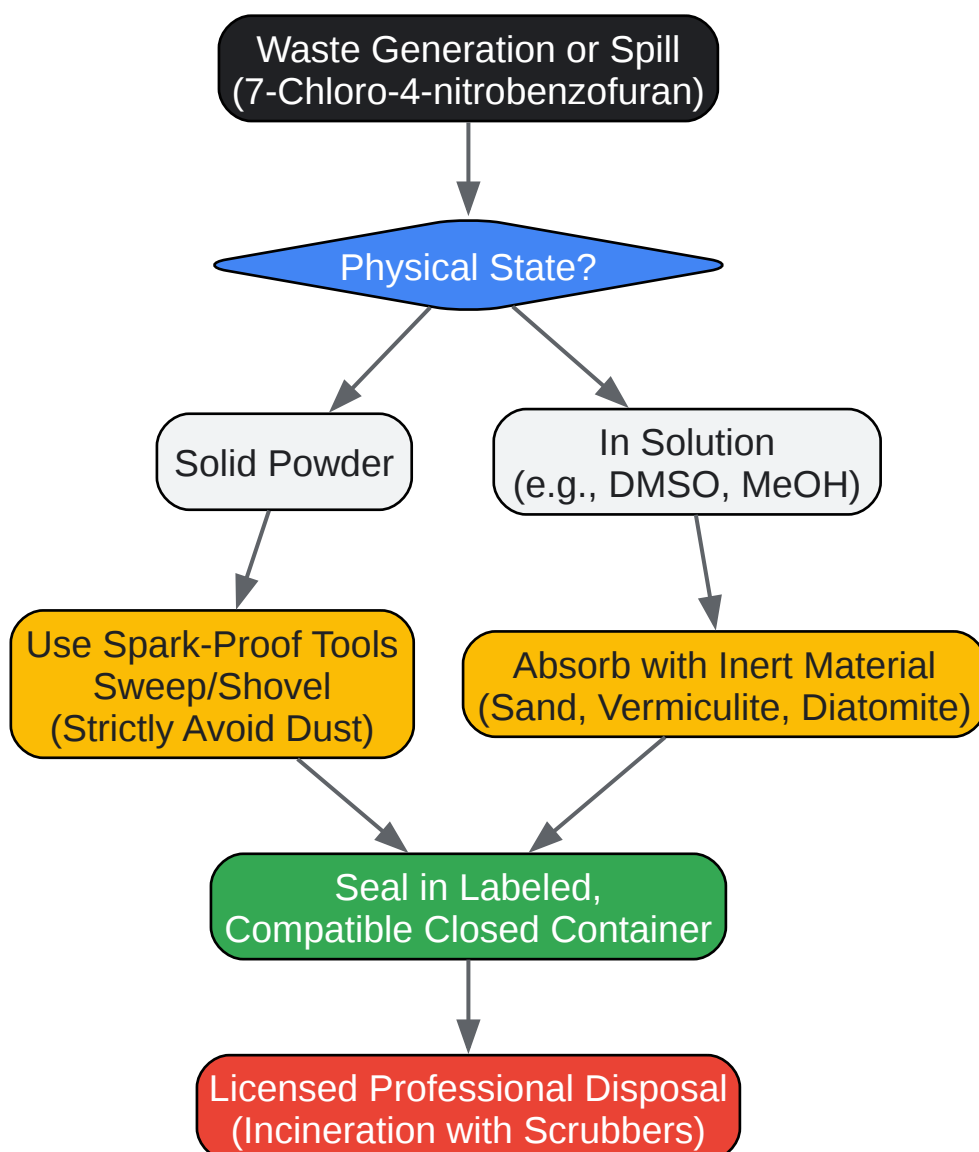 Waste Generation or Spill
(7-Chloro-4-nitrobenzofuran)
Physical State?
Solid Powder
In Solution
(e.g., DMSO, MeOH)
Use Spark-Proof Tools
Sweep/Shovel
(Strictly Avoid Dust)
Absorb with Inert Material
(Sand, Vermiculite, Diatomite)
Seal in Labeled,
Compatible Closed Container
Licensed Professional Disposal
(Incineration with Scrubbers)